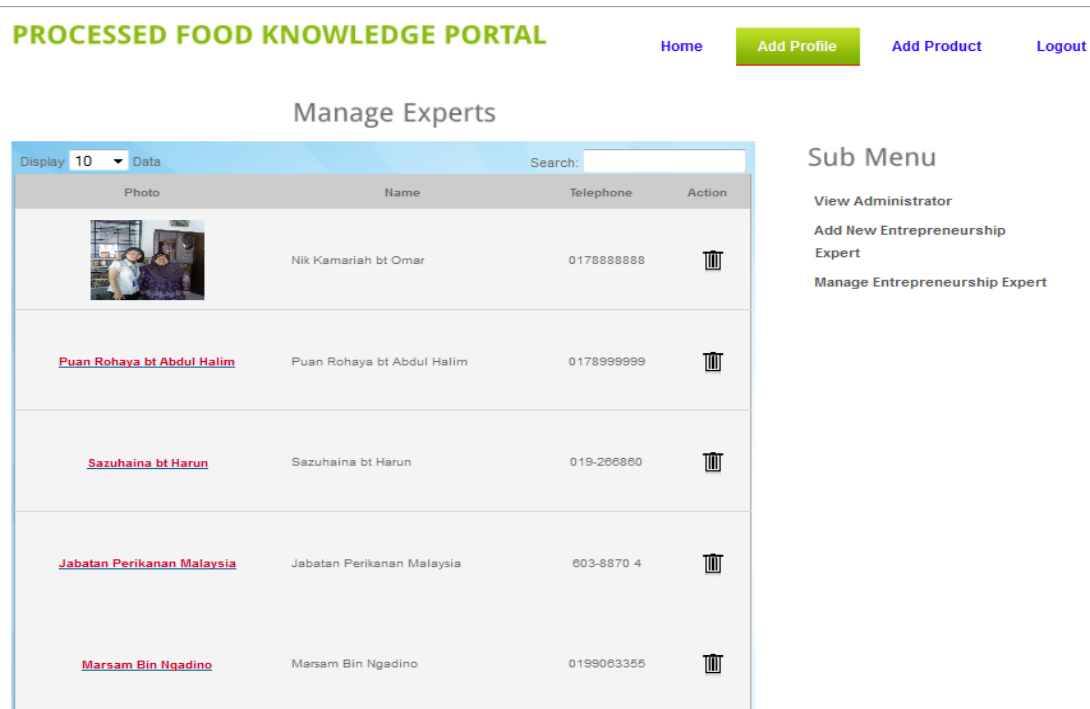 PROCESSED FOOD KNOWLEDGE PORTAL
Home Add Profile Add Product Logout
Manage Experts
Display 10 Data Search:
Photo Name Telephone Action
Nik Kamariah bt Omar 0178888888
Puan Rohaya bt Abdul Halim Puan Rohaya bt Abdul Halim 0178999999
Sazuhaina bt Harun Sazuhaina bt Harun 019-266860
Jabatan Perikanan Malaysia Jabatan Perikanan Malaysia 603-8870 4
Marsam Bin Ngadino Marsam Bin Ngadino 0199063355
Sub Menu
View Administrator
Add New Entrepreneurship
Expert
Manage Entrepreneurship Expert